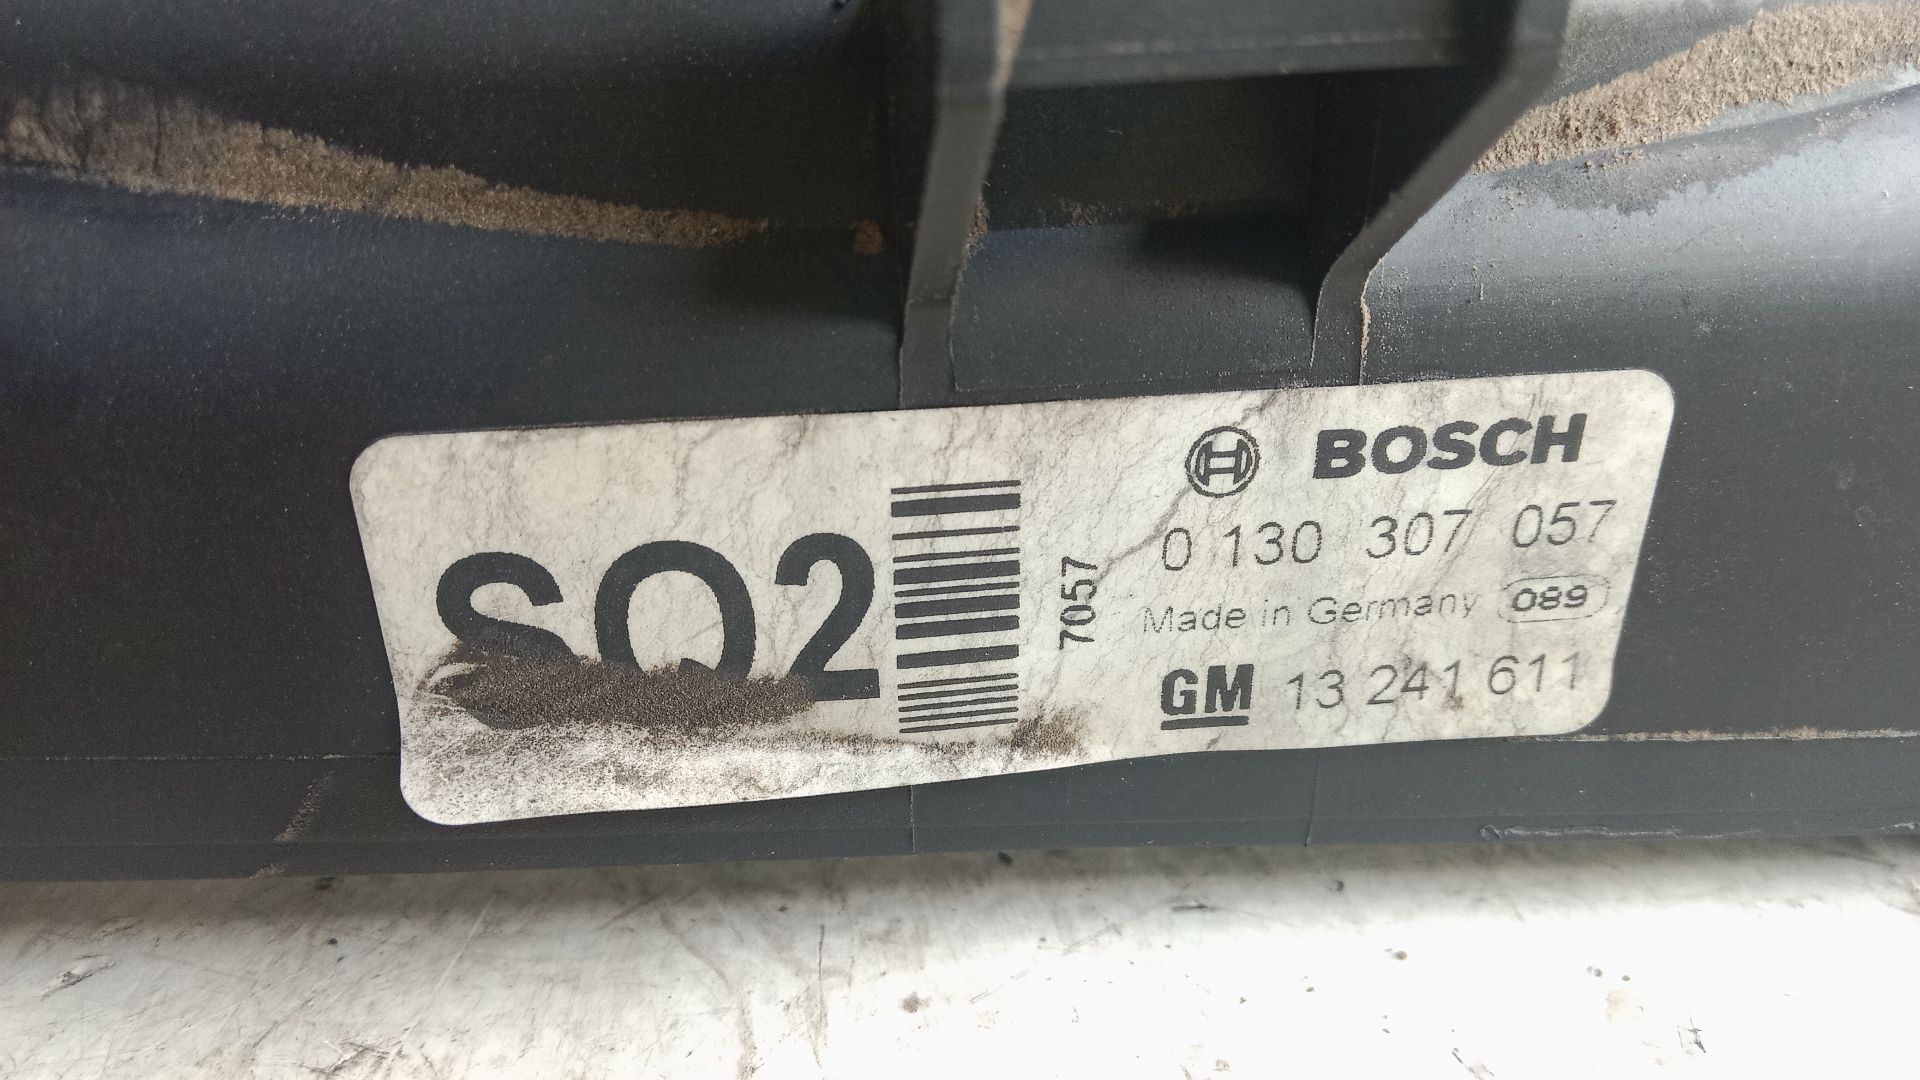 SQ2
7057
BOSCH
0 130 307 057
Made in Germany 089
GM 13 241 611